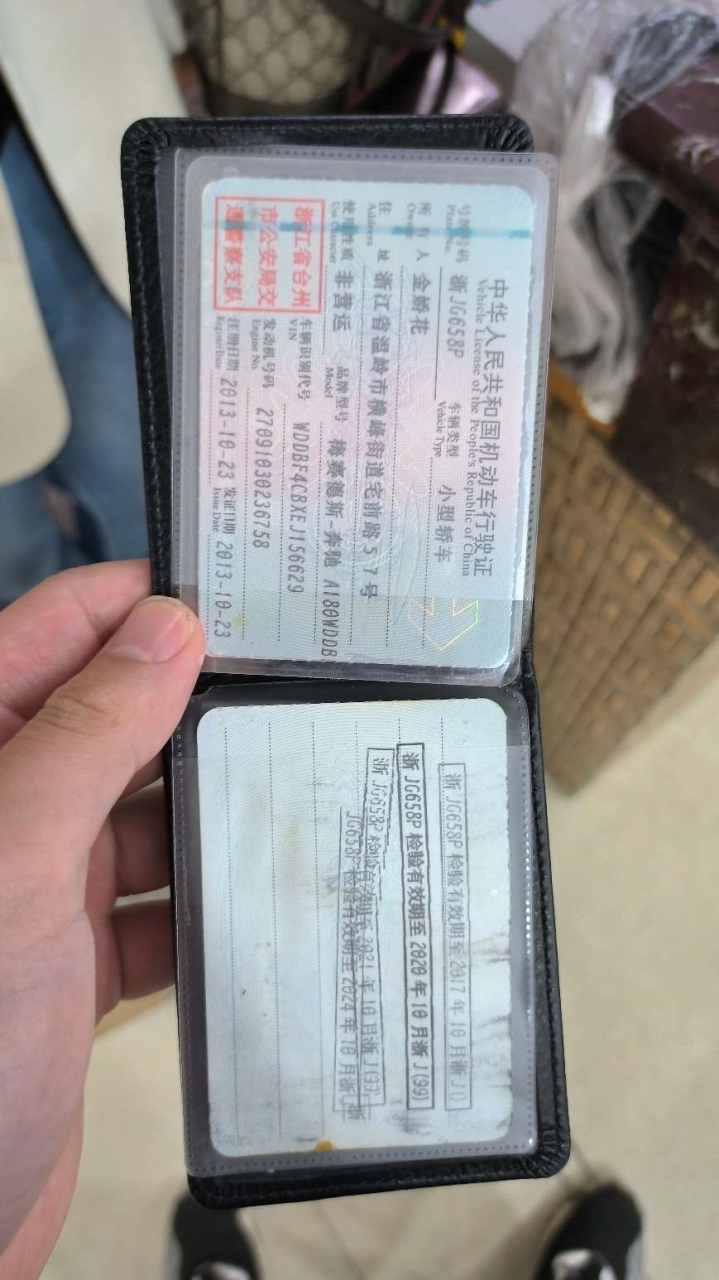 中华人民共和国机动车行驶证
Vehicle License of the People's Republic of China
号牌号码 浙JG658P 车辆类型 小型轿车
Plate No. Vehicle Type
所有人 金娇花
Owner
住址 浙江省温岭市横峰街道宅前路57号
Address
使用性质 非营运 品牌型号 梅赛德斯-奔驰 A180WDDB
Use Character Model
浙江省台州
市公安局交
通警察支队
车辆识别代号 WDDBF4CBXEJ156629
VIN
发动机号码 27091030236758
Engine No.
注册日期 2013-10-23 发证日期 2013-10-23
Register Date Issue Date
浙JG658P 检验有效期至2017年10月浙J()
浙JG658P 检验有效期至2020年10月浙J(99)
浙JG658P 检验有效期至2021年10月浙J(99
JG658P 检验有效期至2024年10月浙